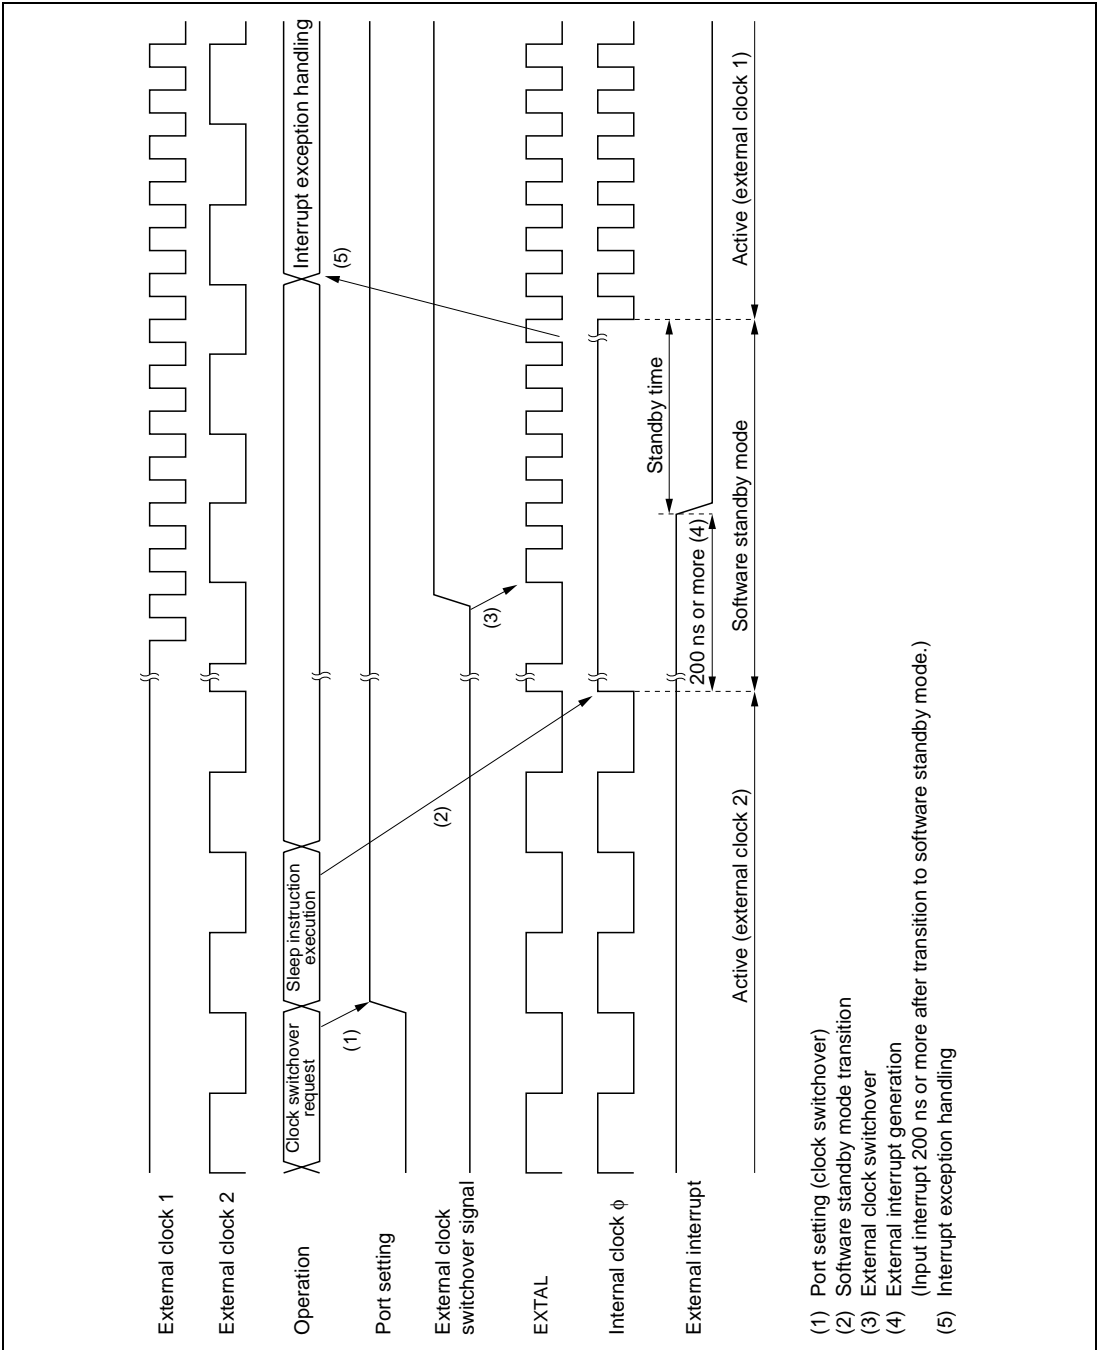 External clock 1
External clock 2
Operation
Clock switchover
request
Sleep instruction
execution
Interrupt exception handling
Port setting
(1)
External clock
switchover signal
(2)
(3)
(5)
EXTAL
Internal clock φ
Standby time
External interrupt
200 ns or more (4)
Active (external clock 2)
Software standby mode
Active (external clock 1)
(1) Port setting (clock switchover)
(2) Software standby mode transition
(3) External clock switchover
(4) External interrupt generation
(Input interrupt 200 ns or more after transition to software standby mode.)
(5) Interrupt exception handling